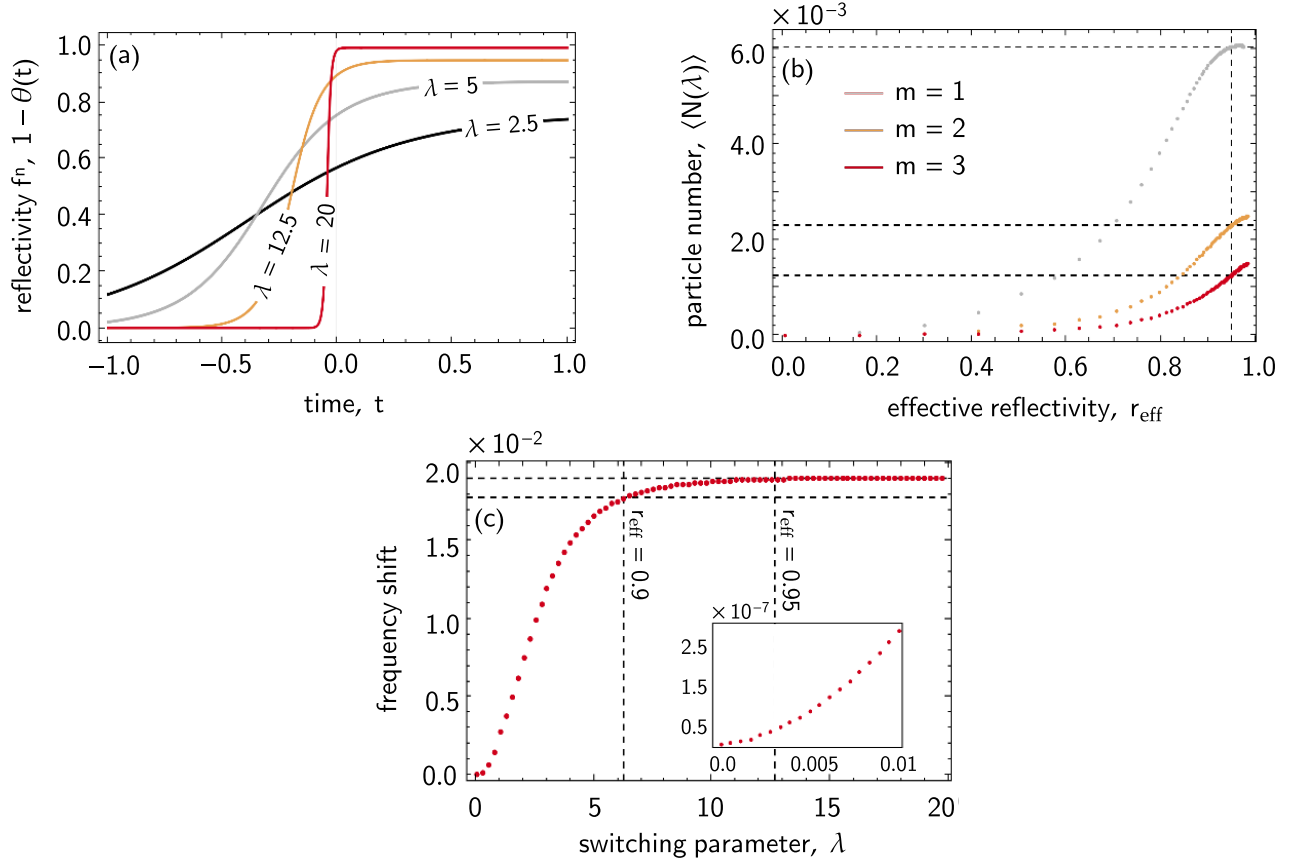 (a)
reflectivity fⁿ, 1 − θ(t)
1.0
0.8
0.6
0.4
0.2
0.0
λ = 5
λ = 2.5
λ = 12.5
λ = 20
−1.0 −0.5 0.0 0.5 1.0
time, t
×10⁻³
(b)
particle number, ⟨N(λ)⟩
6.0
4.0
2.0
0.0
m = 1
m = 2
m = 3
0.0 0.2 0.4 0.6 0.8 1.0
effective reflectivity, r_eff
×10⁻²
(c)
frequency shift
2.0
1.5
1.0
0.5
0.0
r_eff = 0.9
r_eff = 0.95
×10⁻⁷
2.5
1.5
0.5
0.0 0.005 0.01
0 5 10 15 20
switching parameter, λ